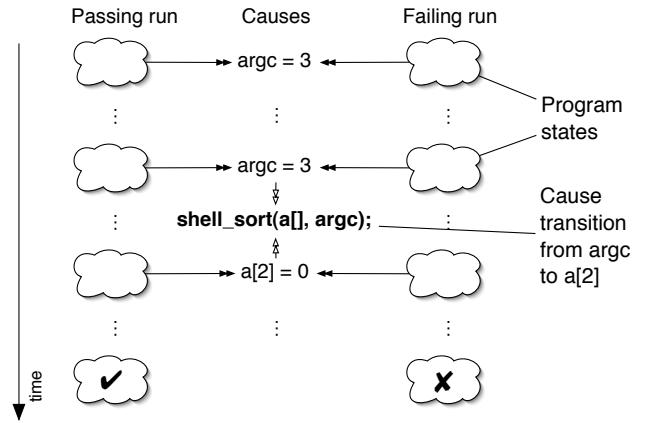 Passing run Causes Failing run
argc = 3
Program
states
argc = 3
Cause
transition
from argc
to a[2]
shell_sort(a[], argc);
a[2] = 0
time